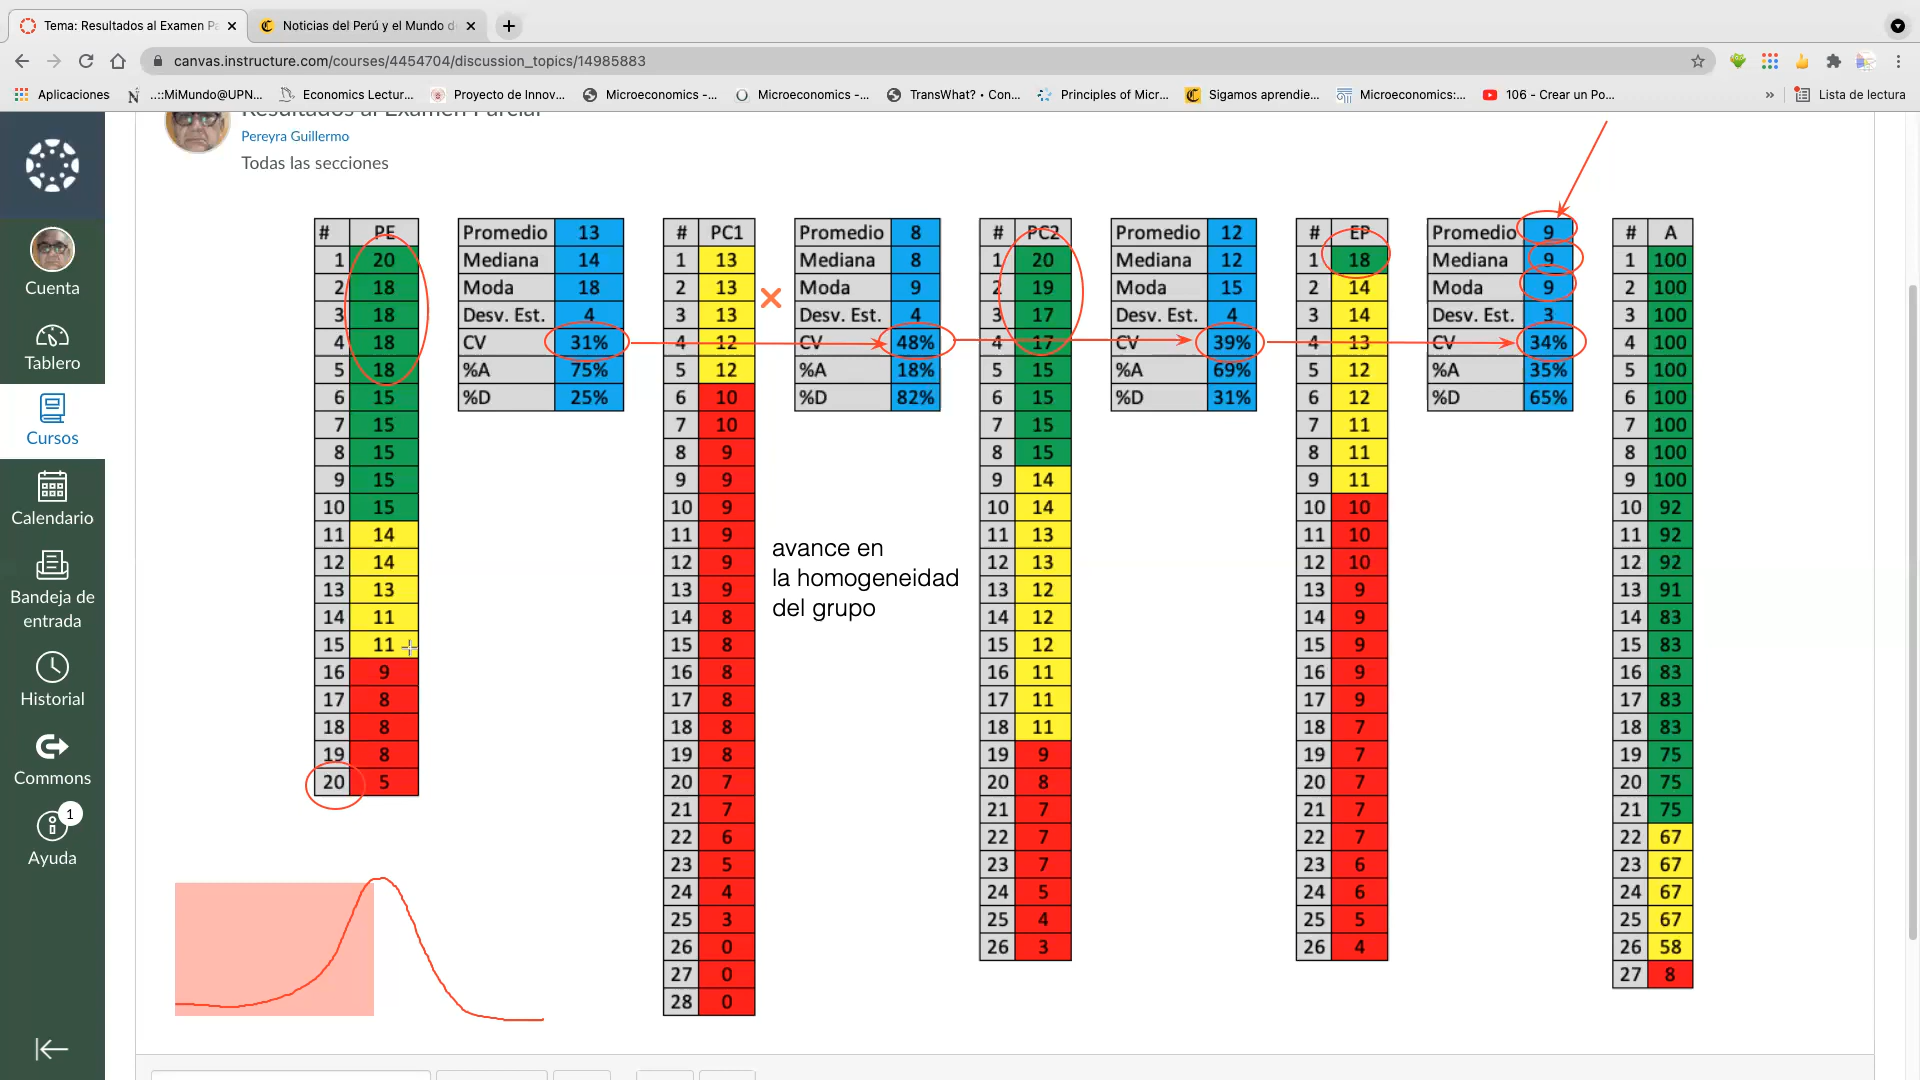 Tema: Resultados al Examen Pa
Noticias del Perú y el Mundo d
canvas.instructure.com/courses/4454704/discussion_topics/14985883
Aplicaciones
..::MiMundo@UPN...
Economics Lectur...
Proyecto de Innov...
Microeconomics -...
Microeconomics -...
TransWhat? • Con...
Principles of Micr...
Sigamos aprendie...
Microeconomics:...
106 - Crear un Po...
»
Lista de lectura
Cuenta
Tablero
Cursos
Calendario
Bandeja de
entrada
Historial
Commons
1
Ayuda
Resultados al Examen Parcial
Pereyra Guillermo
Todas las secciones
# PE
1 20
2 18
3 18
4 18
5 18
6 15
7 15
8 15
9 15
10 15
11 14
12 14
13 13
14 11
15 11
16 9
17 8
18 8
19 8
20 5
Promedio 13
Mediana 14
Moda 18
Desv. Est. 4
CV 31%
%A 75%
%D 25%
# PC1
1 13
2 13
3 13
4 12
5 12
6 10
7 10
8 9
9 9
10 9
11 9
12 9
13 9
14 8
15 8
16 8
17 8
18 8
19 8
20 7
21 7
22 6
23 5
24 4
25 3
26 0
27 0
28 0
Promedio 8
Mediana 8
Moda 9
Desv. Est. 4
CV 48%
%A 18%
%D 82%
avance en
la homogeneidad
del grupo
# PC2
1 20
2 19
3 17
4 17
5 15
6 15
7 15
8 15
9 14
10 14
11 13
12 13
13 12
14 12
15 12
16 11
17 11
18 11
19 9
20 8
21 7
22 7
23 7
24 5
25 4
26 3
Promedio 12
Mediana 12
Moda 15
Desv. Est. 4
CV 39%
%A 69%
%D 31%
# EP
1 18
2 14
3 14
4 13
5 12
6 12
7 11
8 11
9 11
10 10
11 10
12 10
13 9
14 9
15 9
16 9
17 9
18 7
19 7
20 7
21 7
22 7
23 6
24 6
25 5
26 4
Promedio 9
Mediana 9
Moda 9
Desv. Est. 3
CV 34%
%A 35%
%D 65%
# A
1 100
2 100
3 100
4 100
5 100
6 100
7 100
8 100
9 100
10 92
11 92
12 92
13 91
14 83
15 83
16 83
17 83
18 83
19 75
20 75
21 75
22 67
23 67
24 67
25 67
26 58
27 8